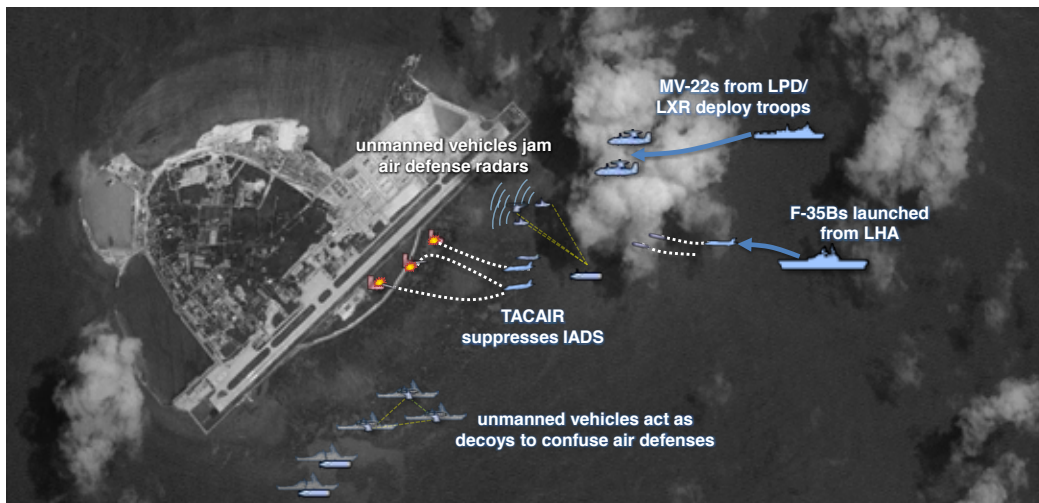 MV-22s from LPD/
LXR deploy troops
unmanned vehicles jam
air defense radars
F-35Bs launched
from LHA
TACAIR
suppresses IADS
unmanned vehicles act as
decoys to confuse air defenses